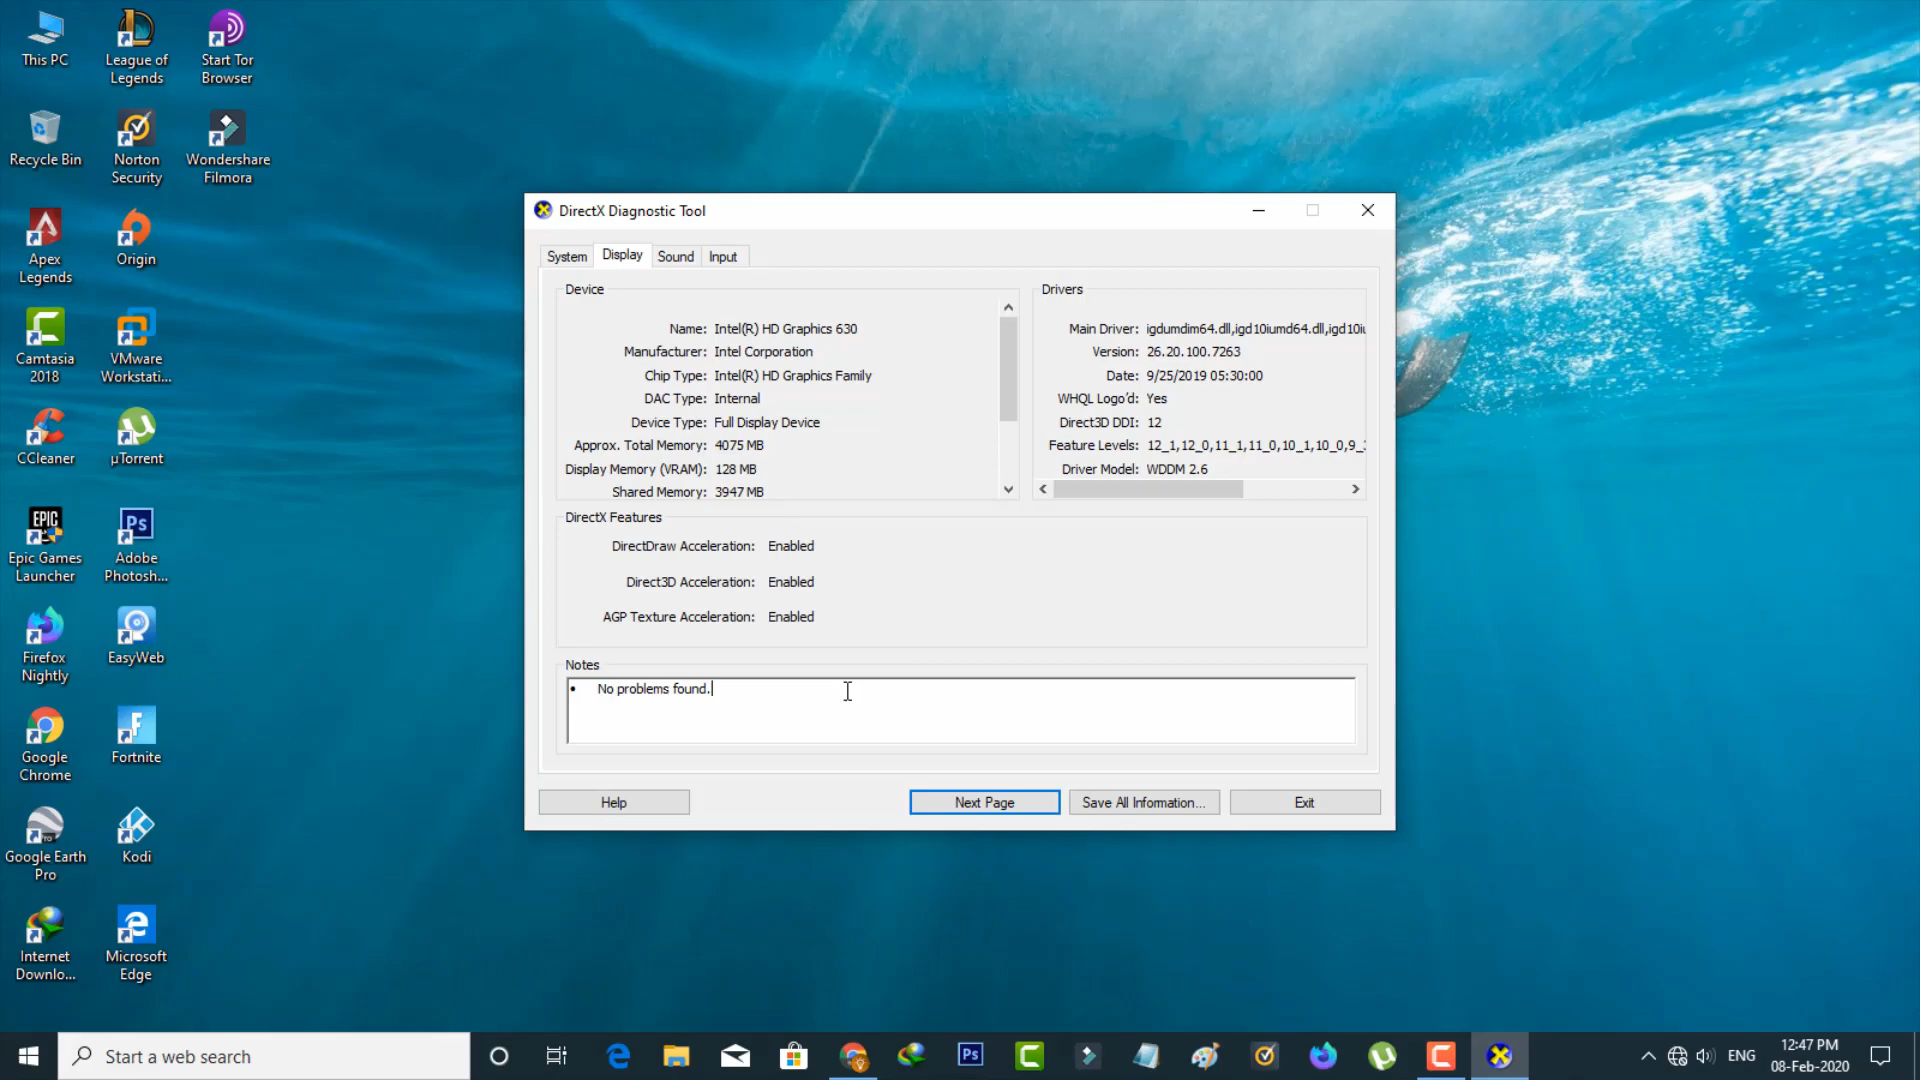 This PC
League of
Legends
Start Tor
Browser
Recycle Bin
Norton
Security
Wondershare
Filmora
Apex
Legends
Origin
Camtasia
2018
VMware
Workstati...
CCleaner
µTorrent
EPIC
GAMES
Epic Games
Launcher
Ps
Adobe
Photosh...
Firefox
Nightly
EasyWeb
Google
Chrome
Fortnite
Pro
Google Earth
Pro
Kodi
Internet
Downlo...
Microsoft
Edge
DirectX Diagnostic Tool
System
Display
Sound
Input
Device
Name: Intel(R) HD Graphics 630
Manufacturer: Intel Corporation
Chip Type: Intel(R) HD Graphics Family
DAC Type: Internal
Device Type: Full Display Device
Approx. Total Memory: 4075 MB
Display Memory (VRAM): 128 MB
Shared Memory: 3947 MB
Drivers
Main Driver: igdumdim64.dll,igd10iumd64.dll,igd10iu
Version: 26.20.100.7263
Date: 9/25/2019 05:30:00
WHQL Logo'd: Yes
Direct3D DDI: 12
Feature Levels: 12_1,12_0,11_1,11_0,10_1,10_0,9_
Driver Model: WDDM 2.6
DirectX Features
DirectDraw Acceleration: Enabled
Direct3D Acceleration: Enabled
AGP Texture Acceleration: Enabled
Notes
• No problems found.
Help
Next Page
Save All Information...
Exit
Start a web search
Ps
ENG
12:47 PM
08-Feb-2020